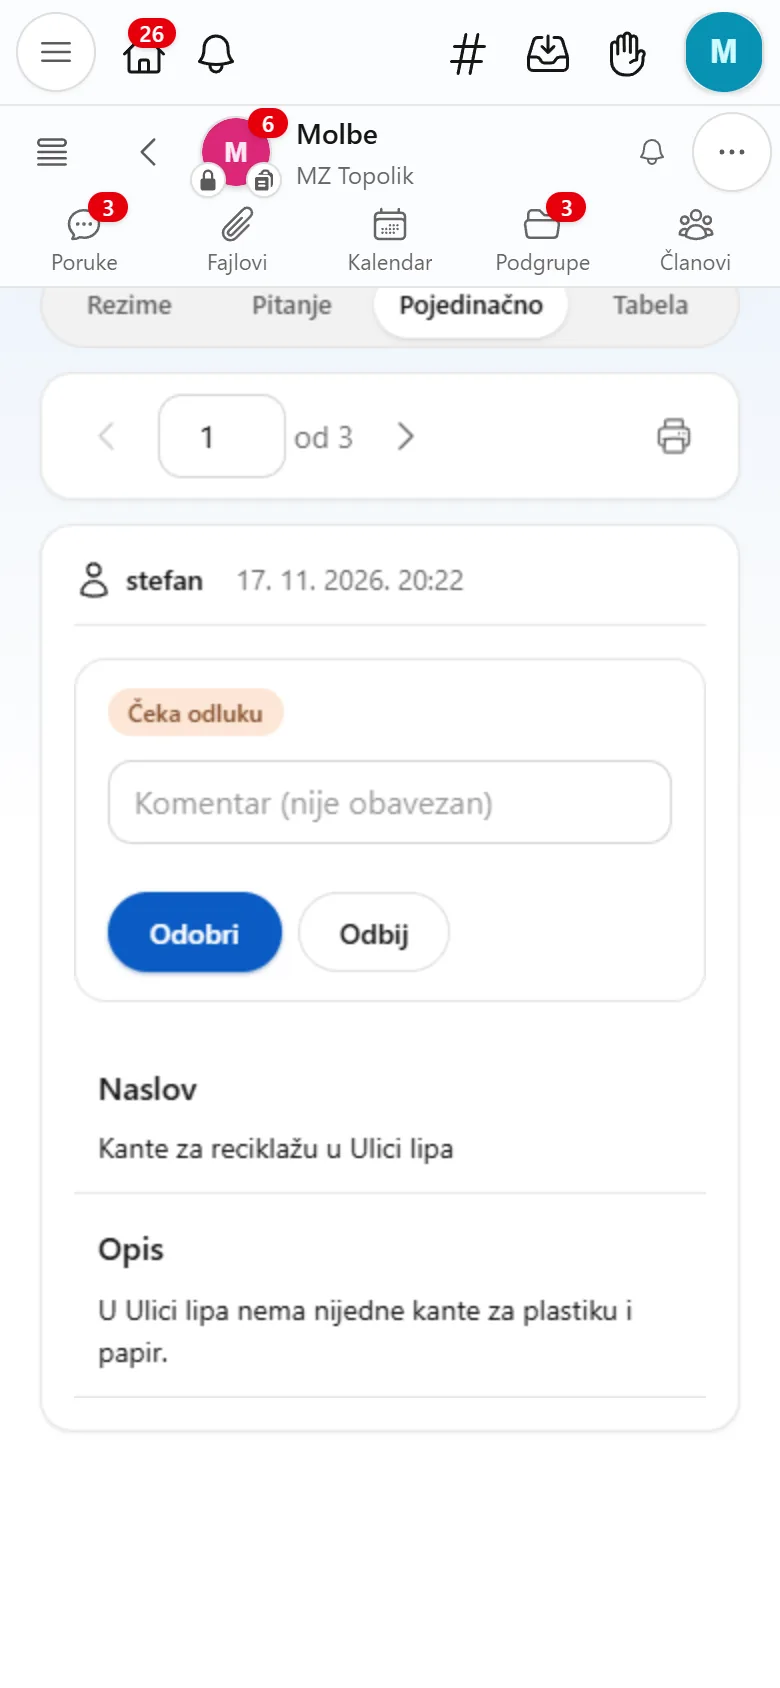 26
M
6
M
Molbe
MZ Topolik
3
Poruke
Fajlovi
Kalendar
3
Podgrupe
Članovi
Rezime
Pitanje
Pojedinačno
Tabela
1
od 3
stefan
17. 11. 2026. 20:22
Čeka odluku
Komentar (nije obavezan)
Odobri
Odbij
Naslov
Kante za reciklažu u Ulici lipa
Opis
U Ulici lipa nema nijedne kante za plastiku i
papir.